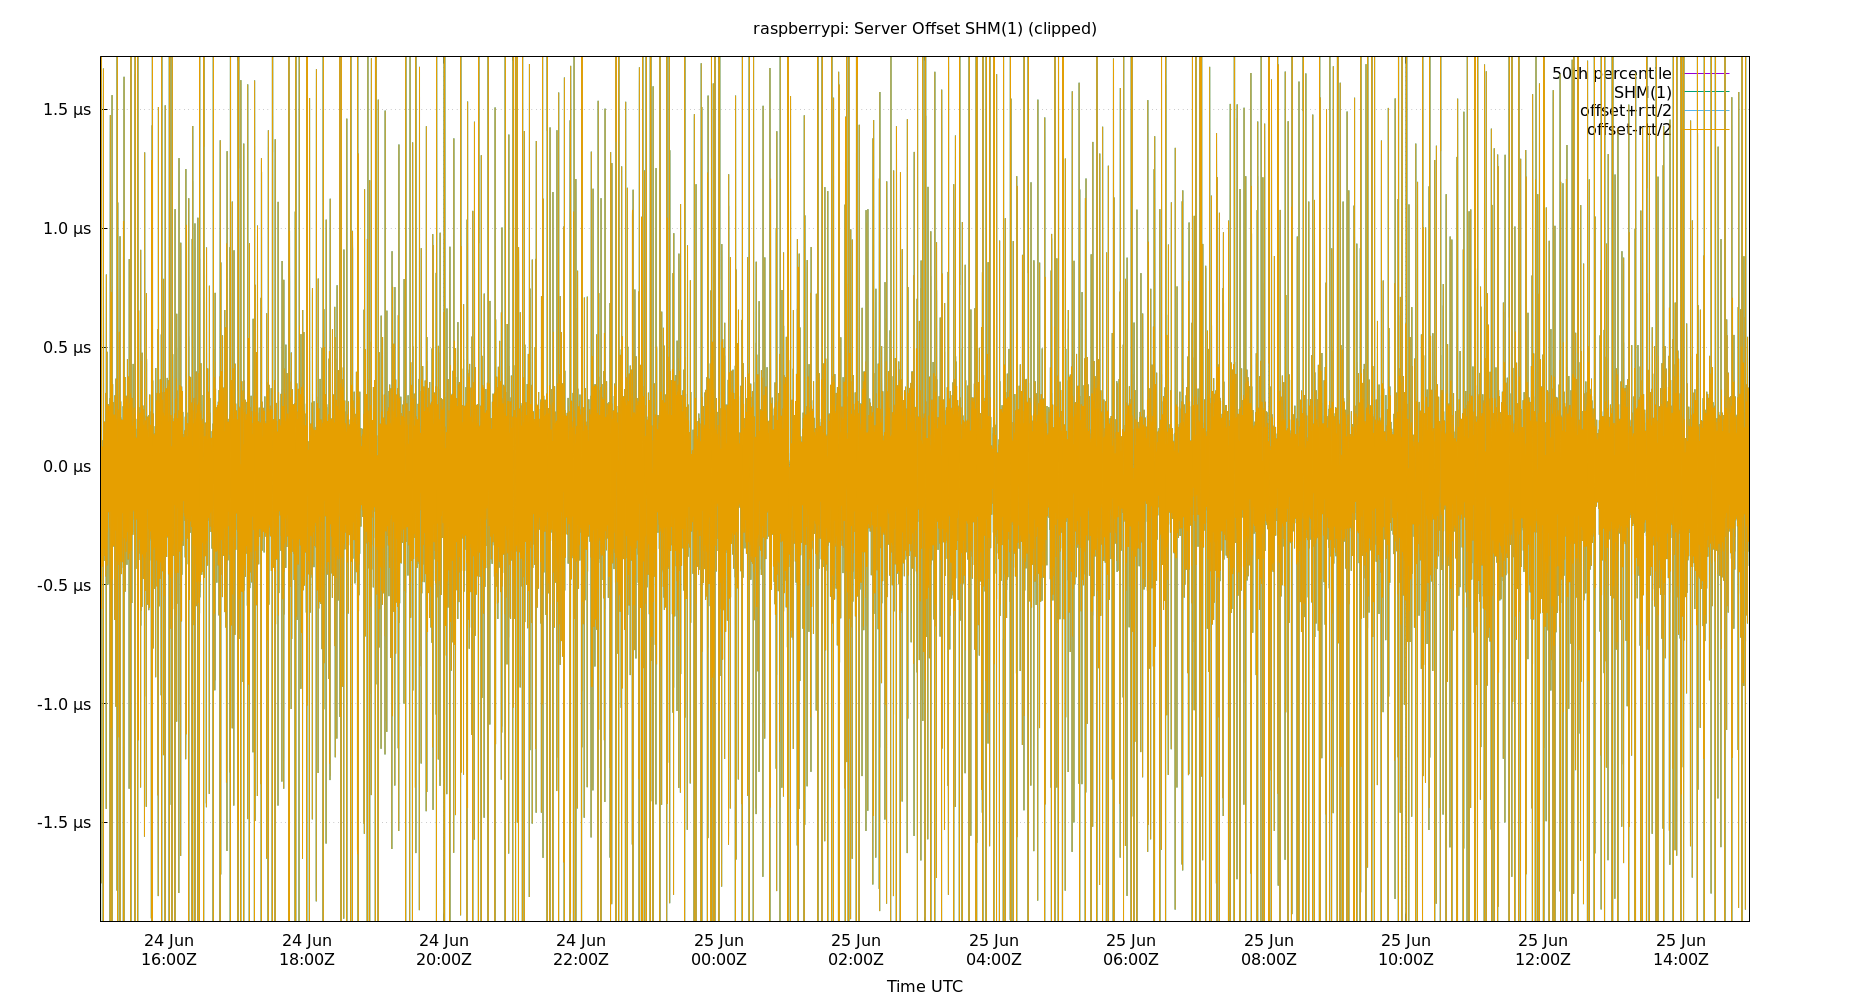 raspberrypi: Server Offset SHM(1) (clipped)
50th percentile
SHM(1)
offset+rtt/2
offset-rtt/2
1.5 µs
1.0 µs
0.5 µs
0.0 µs
-0.5 µs
-1.0 µs
-1.5 µs
24 Jun 24 Jun 24 Jun 24 Jun 25 Jun 25 Jun 25 Jun 25 Jun 25 Jun 25 Jun 25 Jun 25 Jun
16:00Z 18:00Z 20:00Z 22:00Z 00:00Z 02:00Z 04:00Z 06:00Z 08:00Z 10:00Z 12:00Z 14:00Z
Time UTC